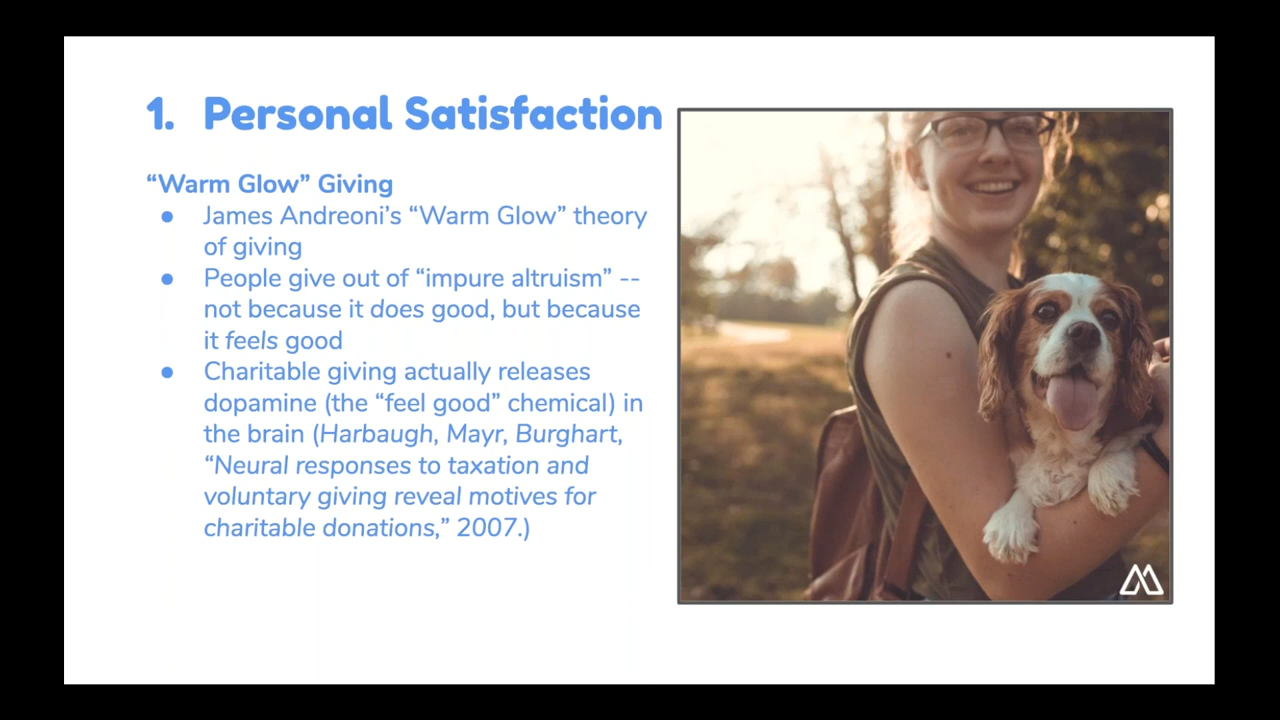 1. Personal Satisfaction
“Warm Glow” Giving
● James Andreoni’s “Warm Glow” theory
of giving
● People give out of “impure altruism” --
not because it does good, but because
it feels good
● Charitable giving actually releases
dopamine (the “feel good” chemical) in
the brain (Harbaugh, Mayr, Burghart,
“Neural responses to taxation and
voluntary giving reveal motives for
charitable donations,” 2007.)